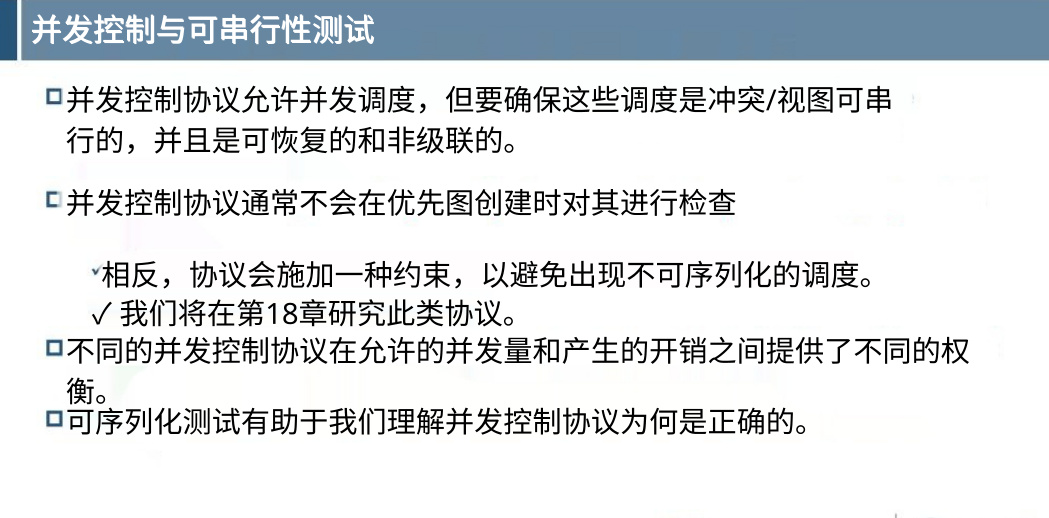 并发控制与可串行性测试
并发控制协议允许并发调度，但要确保这些调度是冲突/视图可串
行的，并且是可恢复的和非级联的。
并发控制协议通常不会在优先图创建时对其进行检查
✓相反，协议会施加一种约束，以避免出现不可序列化的调度。
✓ 我们将在第18章研究此类协议。
不同的并发控制协议在允许的并发量和产生的开销之间提供了不同的权
衡。
可序列化测试有助于我们理解并发控制协议为何是正确的。